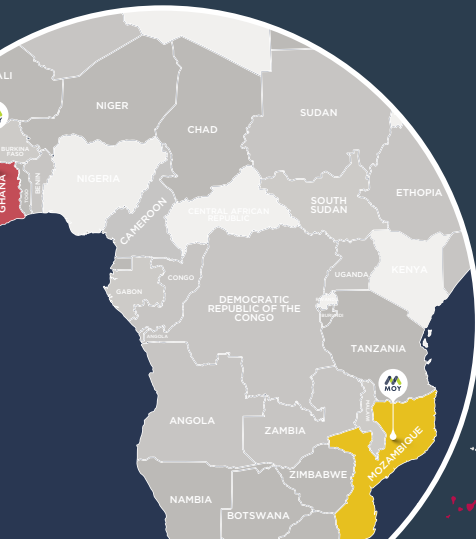 ALI
NIGER
CHAD
SUDAN
BURKINA
FASO
GHANA
TOGO
BENIN
NIGERIA
CAMEROON
CENTRAL AFRICAN
REPUBLIC
SOUTH
SUDAN
ETHOPIA
GABON
CONGO
UGANDA
KENYA
DEMOCRATIC
REPUBLIC OF THE
CONGO
ANGOLA
TANZANIA
MOY
ANGOLA
ZAMBIA
MOZAMBIQUE
ZIMBABWE
NAMBIA
BOTSWANA